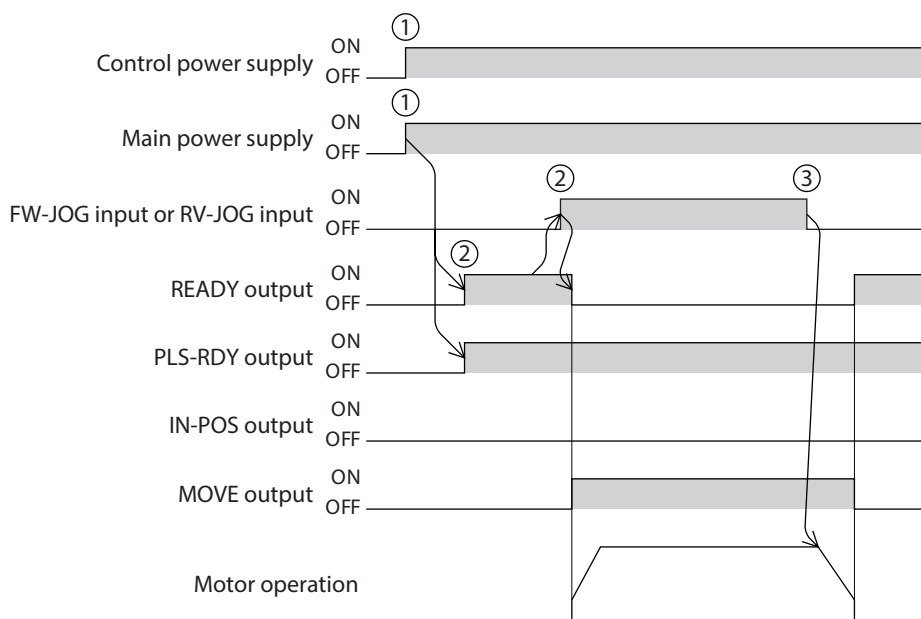 ①
Control power supply ON
OFF
①
Main power supply ON
OFF
② ③
FW-JOG input or RV-JOG input ON
OFF
②
READY output ON
OFF
PLS-RDY output ON
OFF
IN-POS output ON
OFF
MOVE output ON
OFF
Motor operation